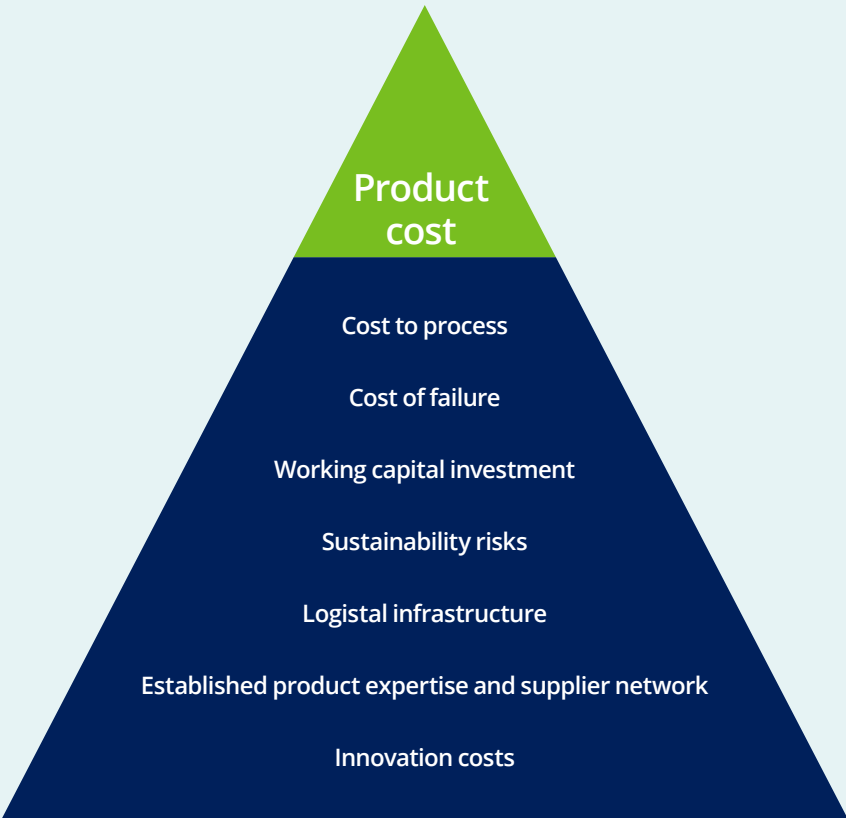 Product
cost
Cost to process
Cost of failure
Working capital investment
Sustainability risks
Logistal infrastructure
Established product expertise and supplier network
Innovation costs